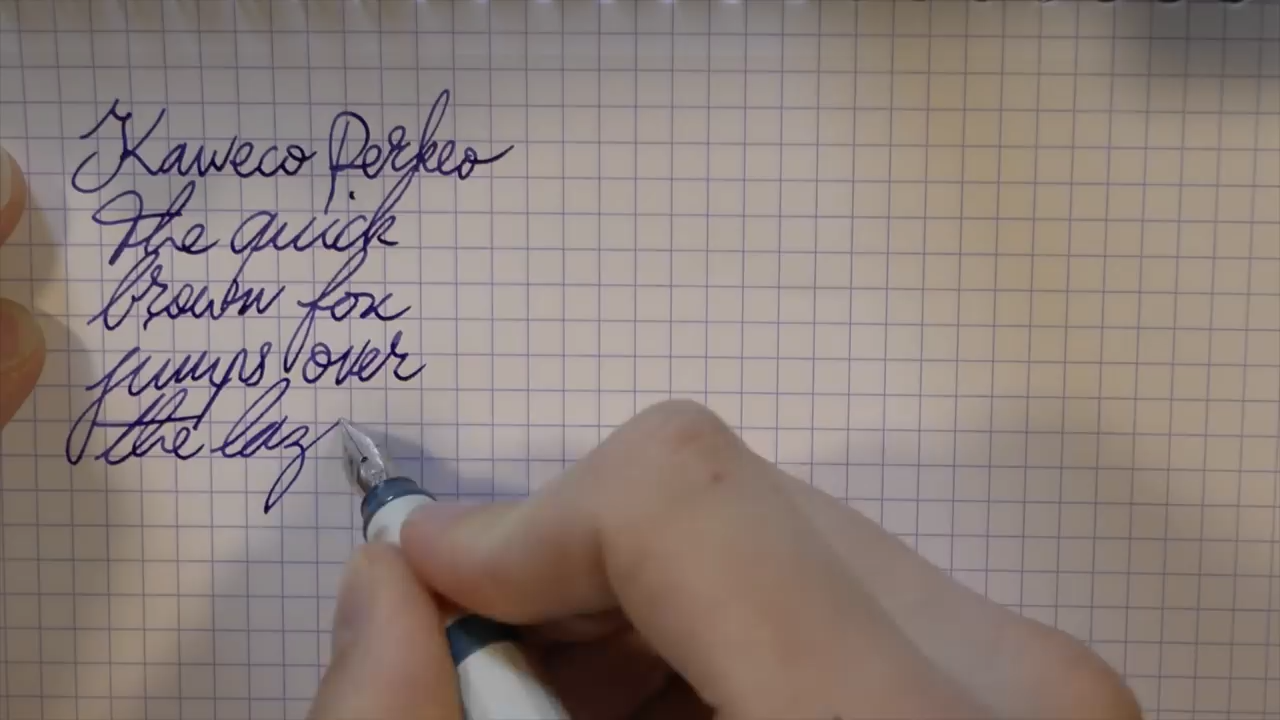 Kaweco Perkeo
The quick
brown fox
jumps over
the laz